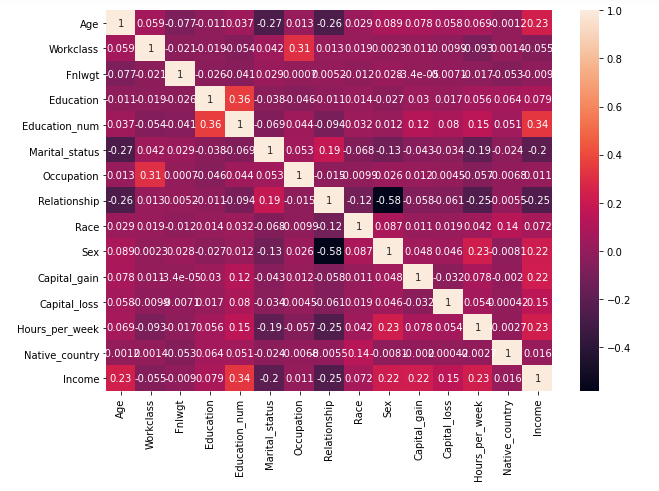 Age 1 0.059 -0.077 -0.011 0.037 -0.27 0.013 -0.26 0.029 0.089 0.078 0.058 0.069 -0.0012 0.23
Workclass 0.059 1 -0.021 -0.019 -0.054 0.042 0.31 0.013 0.019 0.0023 0.011 -0.0099 -0.093 0.0014 -0.055
Fnlwgt -0.077 -0.021 1 -0.026 -0.041 0.029 0.0007 0.0052 -0.012 0.028 3.4e-05 0.0071 -0.017 -0.053 -0.009
Education -0.011 -0.019 -0.026 1 0.36 -0.038 -0.046 -0.011 0.014 -0.027 0.03 0.017 0.056 0.064 0.079
Education_num 0.037 -0.054 -0.041 0.36 1 -0.069 0.044 -0.094 0.032 0.012 0.12 0.08 0.15 0.051 0.34
Marital_status -0.27 0.042 0.029 -0.038 -0.069 1 0.053 0.19 -0.068 -0.13 -0.043 -0.034 -0.19 -0.024 -0.2
Occupation 0.013 0.31 0.0007 -0.046 0.044 0.053 1 -0.015 0.0099 0.026 0.012 0.0045 -0.057 0.0068 0.011
Relationship -0.26 0.013 0.0052 -0.011 -0.094 0.19 -0.015 1 -0.12 -0.58 -0.058 -0.061 -0.25 0.0055 -0.25
Race 0.029 0.019 -0.012 0.014 0.032 -0.068 0.0099 -0.12 1 0.087 0.011 0.019 0.042 0.14 0.072
Sex 0.089 0.0023 0.028 -0.027 0.012 -0.13 0.026 -0.58 0.087 1 0.048 0.046 0.23 0.0081 0.22
Capital_gain 0.078 0.011 3.4e-05 0.03 0.12 -0.043 0.012 -0.058 0.011 0.048 1 -0.032 0.078 0.22
Capital_loss 0.058 0.0099 0.0071 0.017 0.08 -0.034 0.0045 -0.061 0.019 0.046 -0.032 1 0.054 0.15
Hours_per_week 0.069 -0.093 -0.017 0.056 0.15 -0.19 -0.057 -0.25 0.042 0.23 0.078 0.054 1 0.0027 0.23
Native_country 0.0012 0.0014 -0.053 0.064 0.051 -0.024 0.0068 0.0055 0.14 -0.0081 0.0027 1 0.016
Income 0.23 -0.055 -0.009 0.079 0.34 -0.2 0.011 -0.25 0.072 0.22 0.22 0.15 0.23 0.016 1
Age Workclass Fnlwgt Education Education_num Marital_status Occupation Relationship Race Sex Capital_gain Capital_loss Hours_per_week Native_country Income
1.0
0.8
0.6
0.4
0.2
0.0
−0.2
−0.4